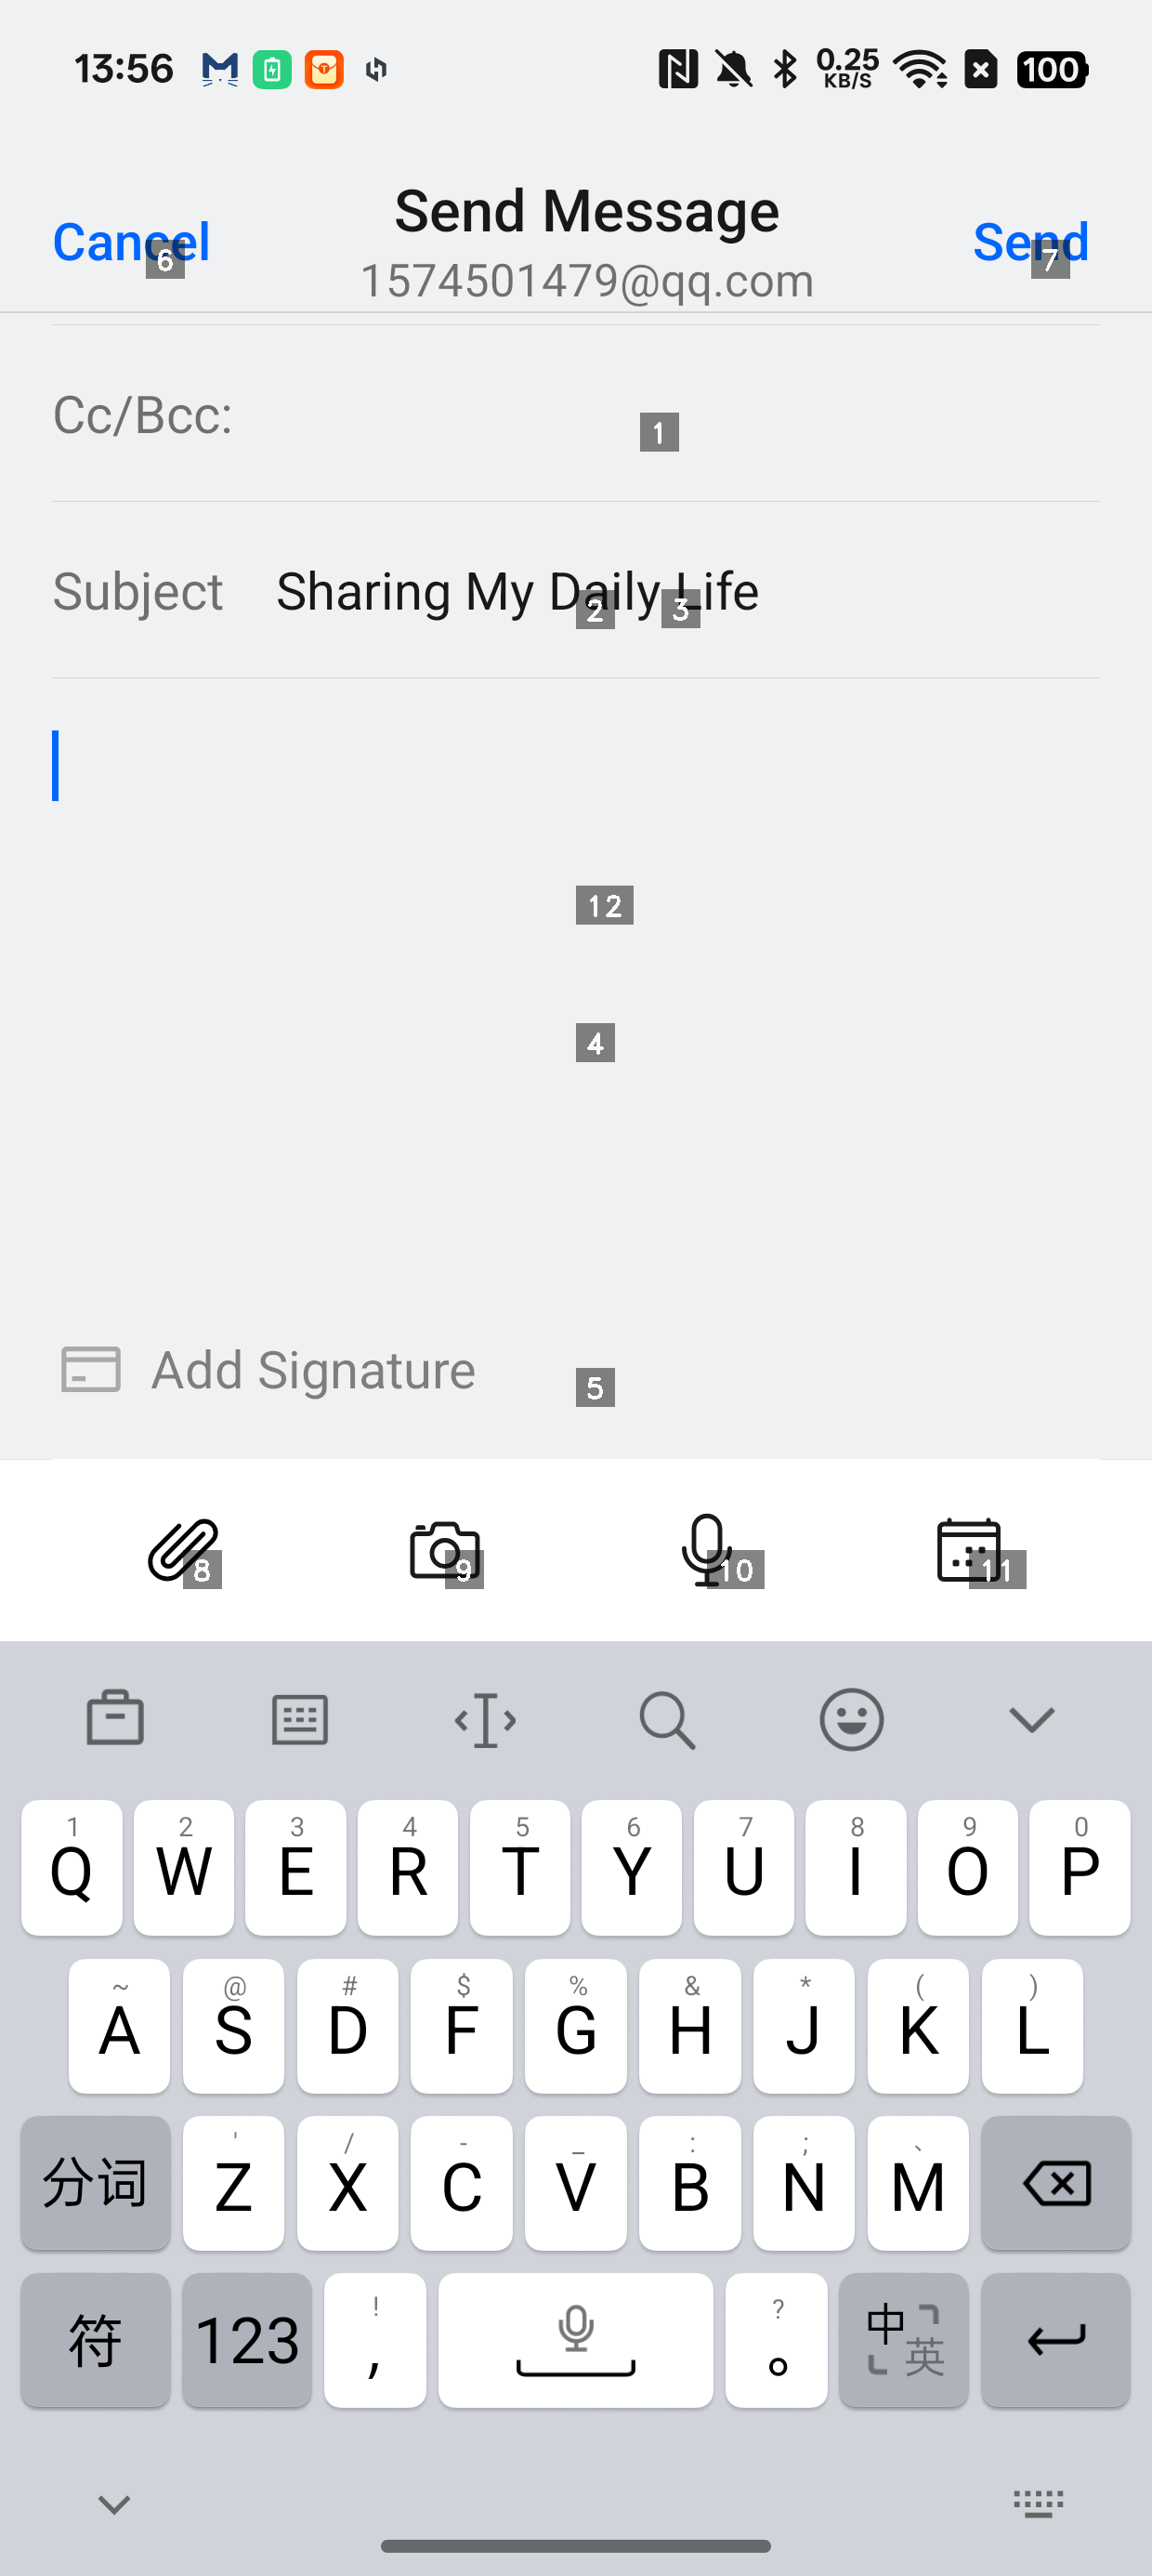 13:56 0.25 KB/S 100
Send Message
Cancel 6 Send 7
1574501479@qq.com
Cc/Bcc: 1
Subject Sharing My Daily Life 2 3
12
4
Add Signature 5
8 9 10 11
1 2 3 4 5 6 7 8 9 0
Q W E R T Y U I O P
~ @ # $ % & * ( )
A S D F G H J K L
' / - _ : ; 、
分词 Z X C V B N M
! ?
符 123 , 。 中 英